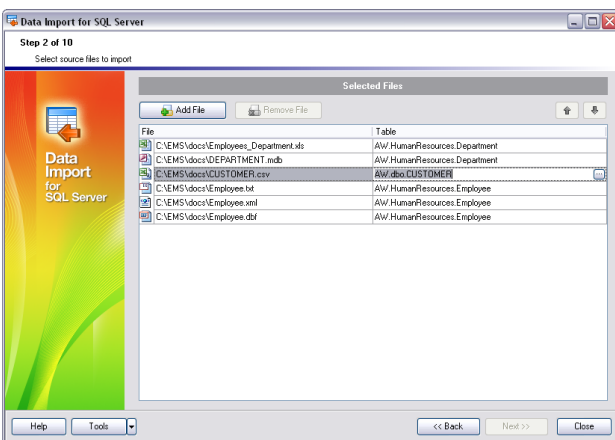 Data Import for SQL Server
Step 2 of 10
Select source files to import
Data
Import
for
SQL Server
Selected Files
Add File
Remove File
File Table
C:\EMS\docs\Employees_Department.xls AW.HumanResources.Department
C:\EMS\docs\DEPARTMENT.mdb AW.HumanResources.Department
C:\EMS\docs\CUSTOMER.csv AW.dbo.CUSTOMER
C:\EMS\docs\Employee.txt AW.HumanResources.Employee
C:\EMS\docs\Employee.xml AW.HumanResources.Employee
C:\EMS\docs\Employee.dbf AW.HumanResources.Employee
Help Tools << Back Next >> Close